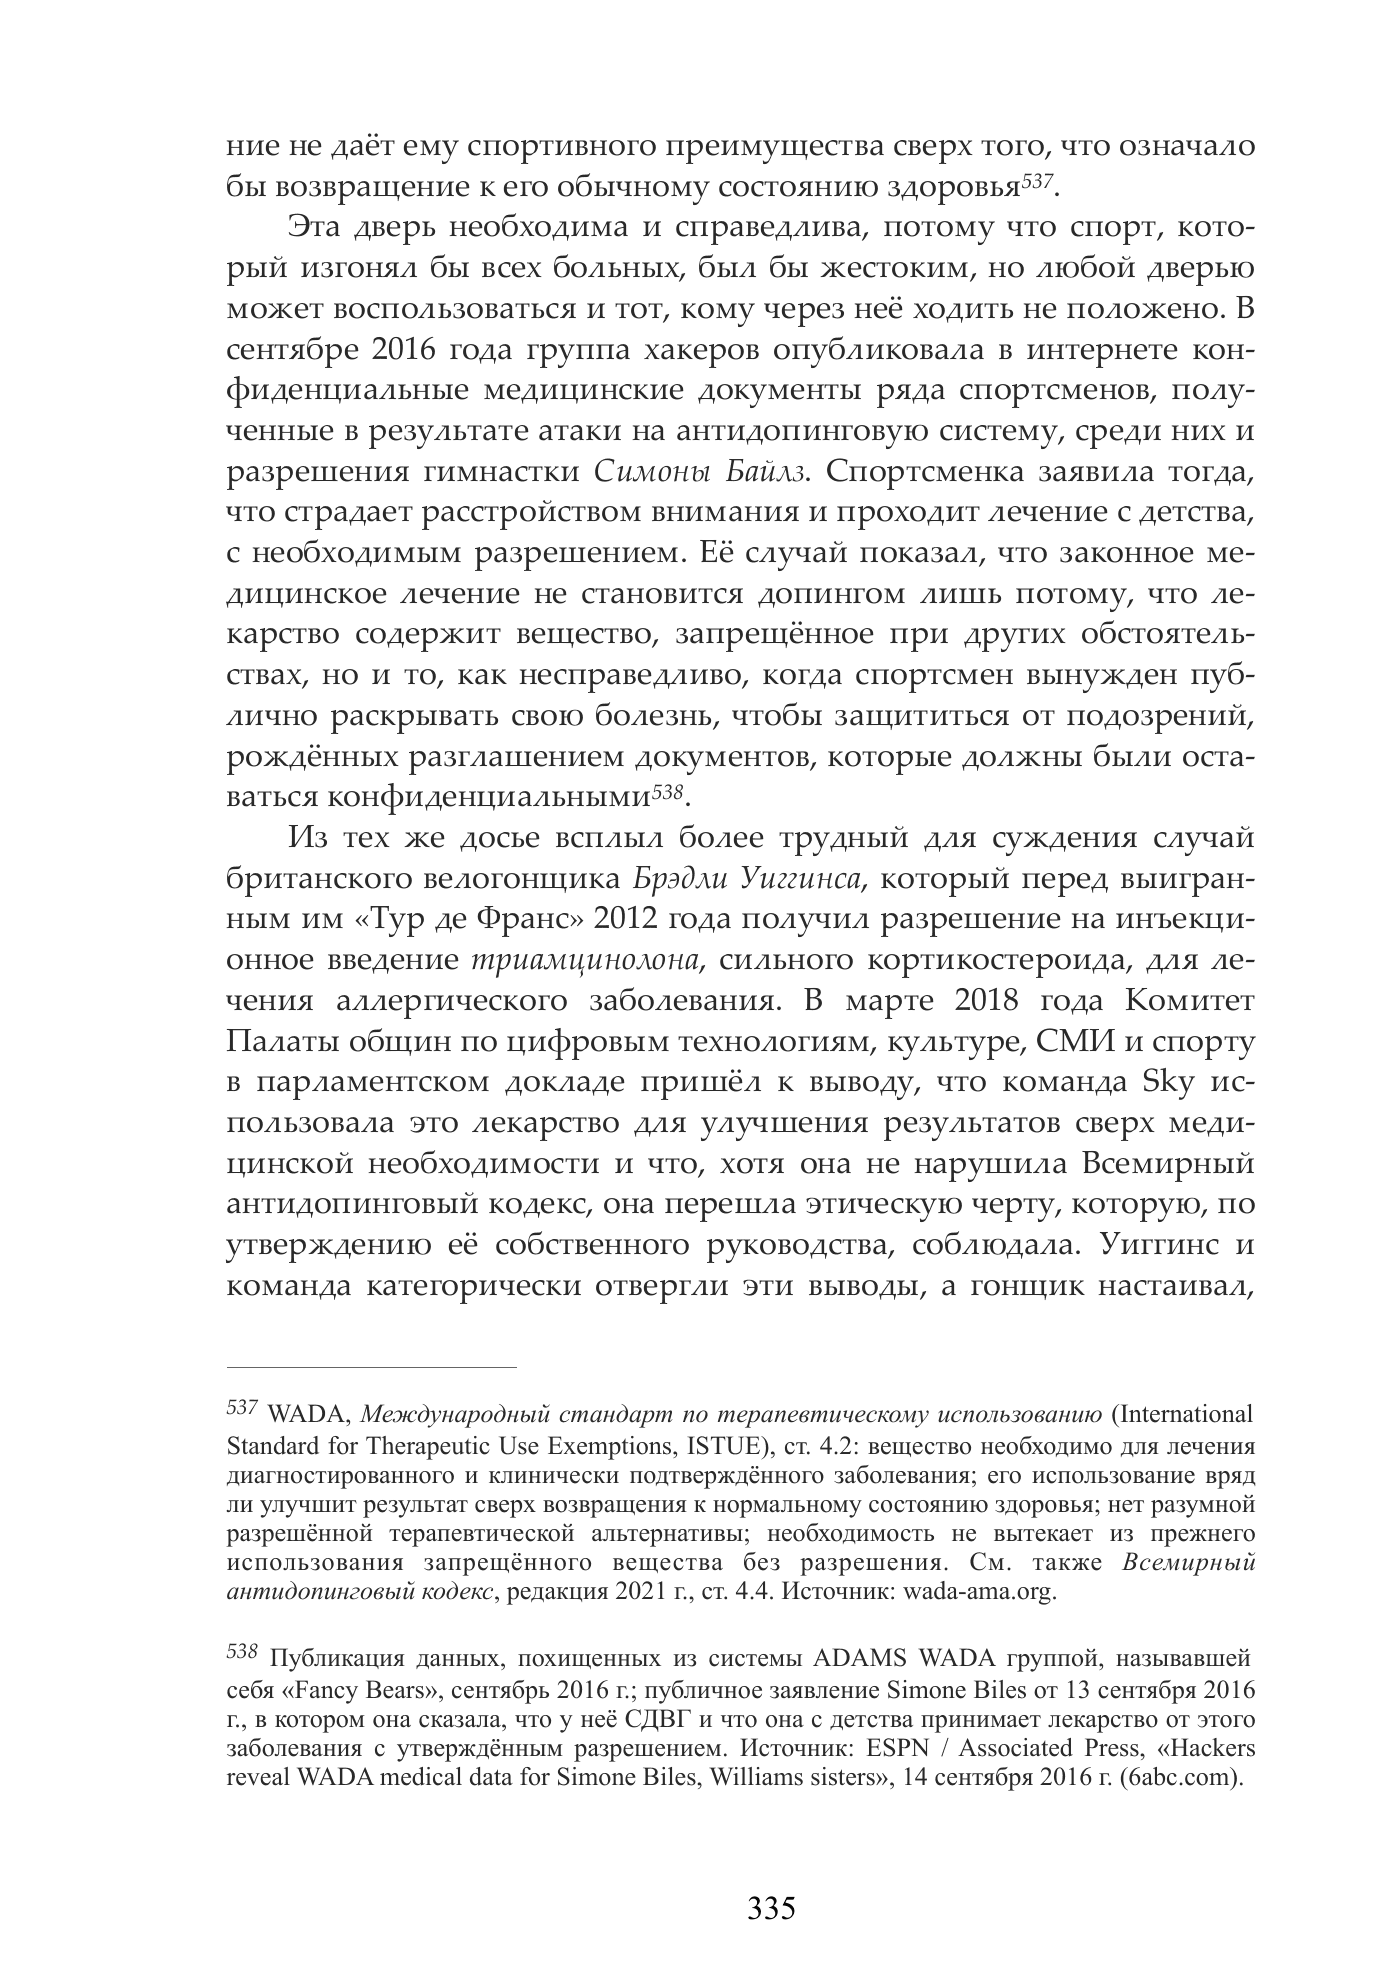 ние не даёт ему спортивного преимущества сверх того, что означало
бы возвращение к его обычному состоянию здоровья537.
Эта дверь необходима и справедлива, потому что спорт, кото-
рый изгонял бы всех больных, был бы жестоким, но любой дверью
может воспользоваться и тот, кому через неё ходить не положено. В
сентябре 2016 года группа хакеров опубликовала в интернете кон-
фиденциальные медицинские документы ряда спортсменов, полу-
ченные в результате атаки на антидопинговую систему, среди них и
разрешения гимнастки Симоны Байлз. Спортсменка заявила тогда,
что страдает расстройством внимания и проходит лечение с детства,
с необходимым разрешением. Её случай показал, что законное ме-
дицинское лечение не становится допингом лишь потому, что ле-
карство содержит вещество, запрещённое при других обстоятель-
ствах, но и то, как несправедливо, когда спортсмен вынужден пуб-
лично раскрывать свою болезнь, чтобы защититься от подозрений,
рождённых разглашением документов, которые должны были оста-
ваться конфиденциальными538.
Из тех же досье всплыл более трудный для суждения случай
британского велогонщика Брэдли Уиггинса, который перед выигран-
ным им «Тур де Франс» 2012 года получил разрешение на инъекци-
онное введение триамцинолона, сильного кортикостероида, для ле-
чения аллергического заболевания. В марте 2018 года Комитет
Палаты общин по цифровым технологиям, культуре, СМИ и спорту
в парламентском докладе пришёл к выводу, что команда Sky ис-
пользовала это лекарство для улучшения результатов сверх меди-
цинской необходимости и что, хотя она не нарушила Всемирный
антидопинговый кодекс, она перешла этическую черту, которую, по
утверждению её собственного руководства, соблюдала. Уиггинс и
команда категорически отвергли эти выводы, а гонщик настаивал,
537 WADA, Международный стандарт по терапевтическому использованию (International
Standard for Therapeutic Use Exemptions, ISTUE), ст. 4.2: вещество необходимо для лечения
диагностированного и клинически подтверждённого заболевания; его использование вряд
ли улучшит результат сверх возвращения к нормальному состоянию здоровья; нет разумной
разрешённой терапевтической альтернативы; необходимость не вытекает из прежнего
использования запрещённого вещества без разрешения. См. также Всемирный
антидопинговый кодекс, редакция 2021 г., ст. 4.4. Источник: wada-ama.org.
538 Публикация данных, похищенных из системы ADAMS WADA группой, называвшей
себя «Fancy Bears», сентябрь 2016 г.; публичное заявление Simone Biles от 13 сентября 2016
г., в котором она сказала, что у неё СДВГ и что она с детства принимает лекарство от этого
заболевания с утверждённым разрешением. Источник: ESPN / Associated Press, «Hackers
reveal WADA medical data for Simone Biles, Williams sisters», 14 сентября 2016 г. (6abc.com).
335